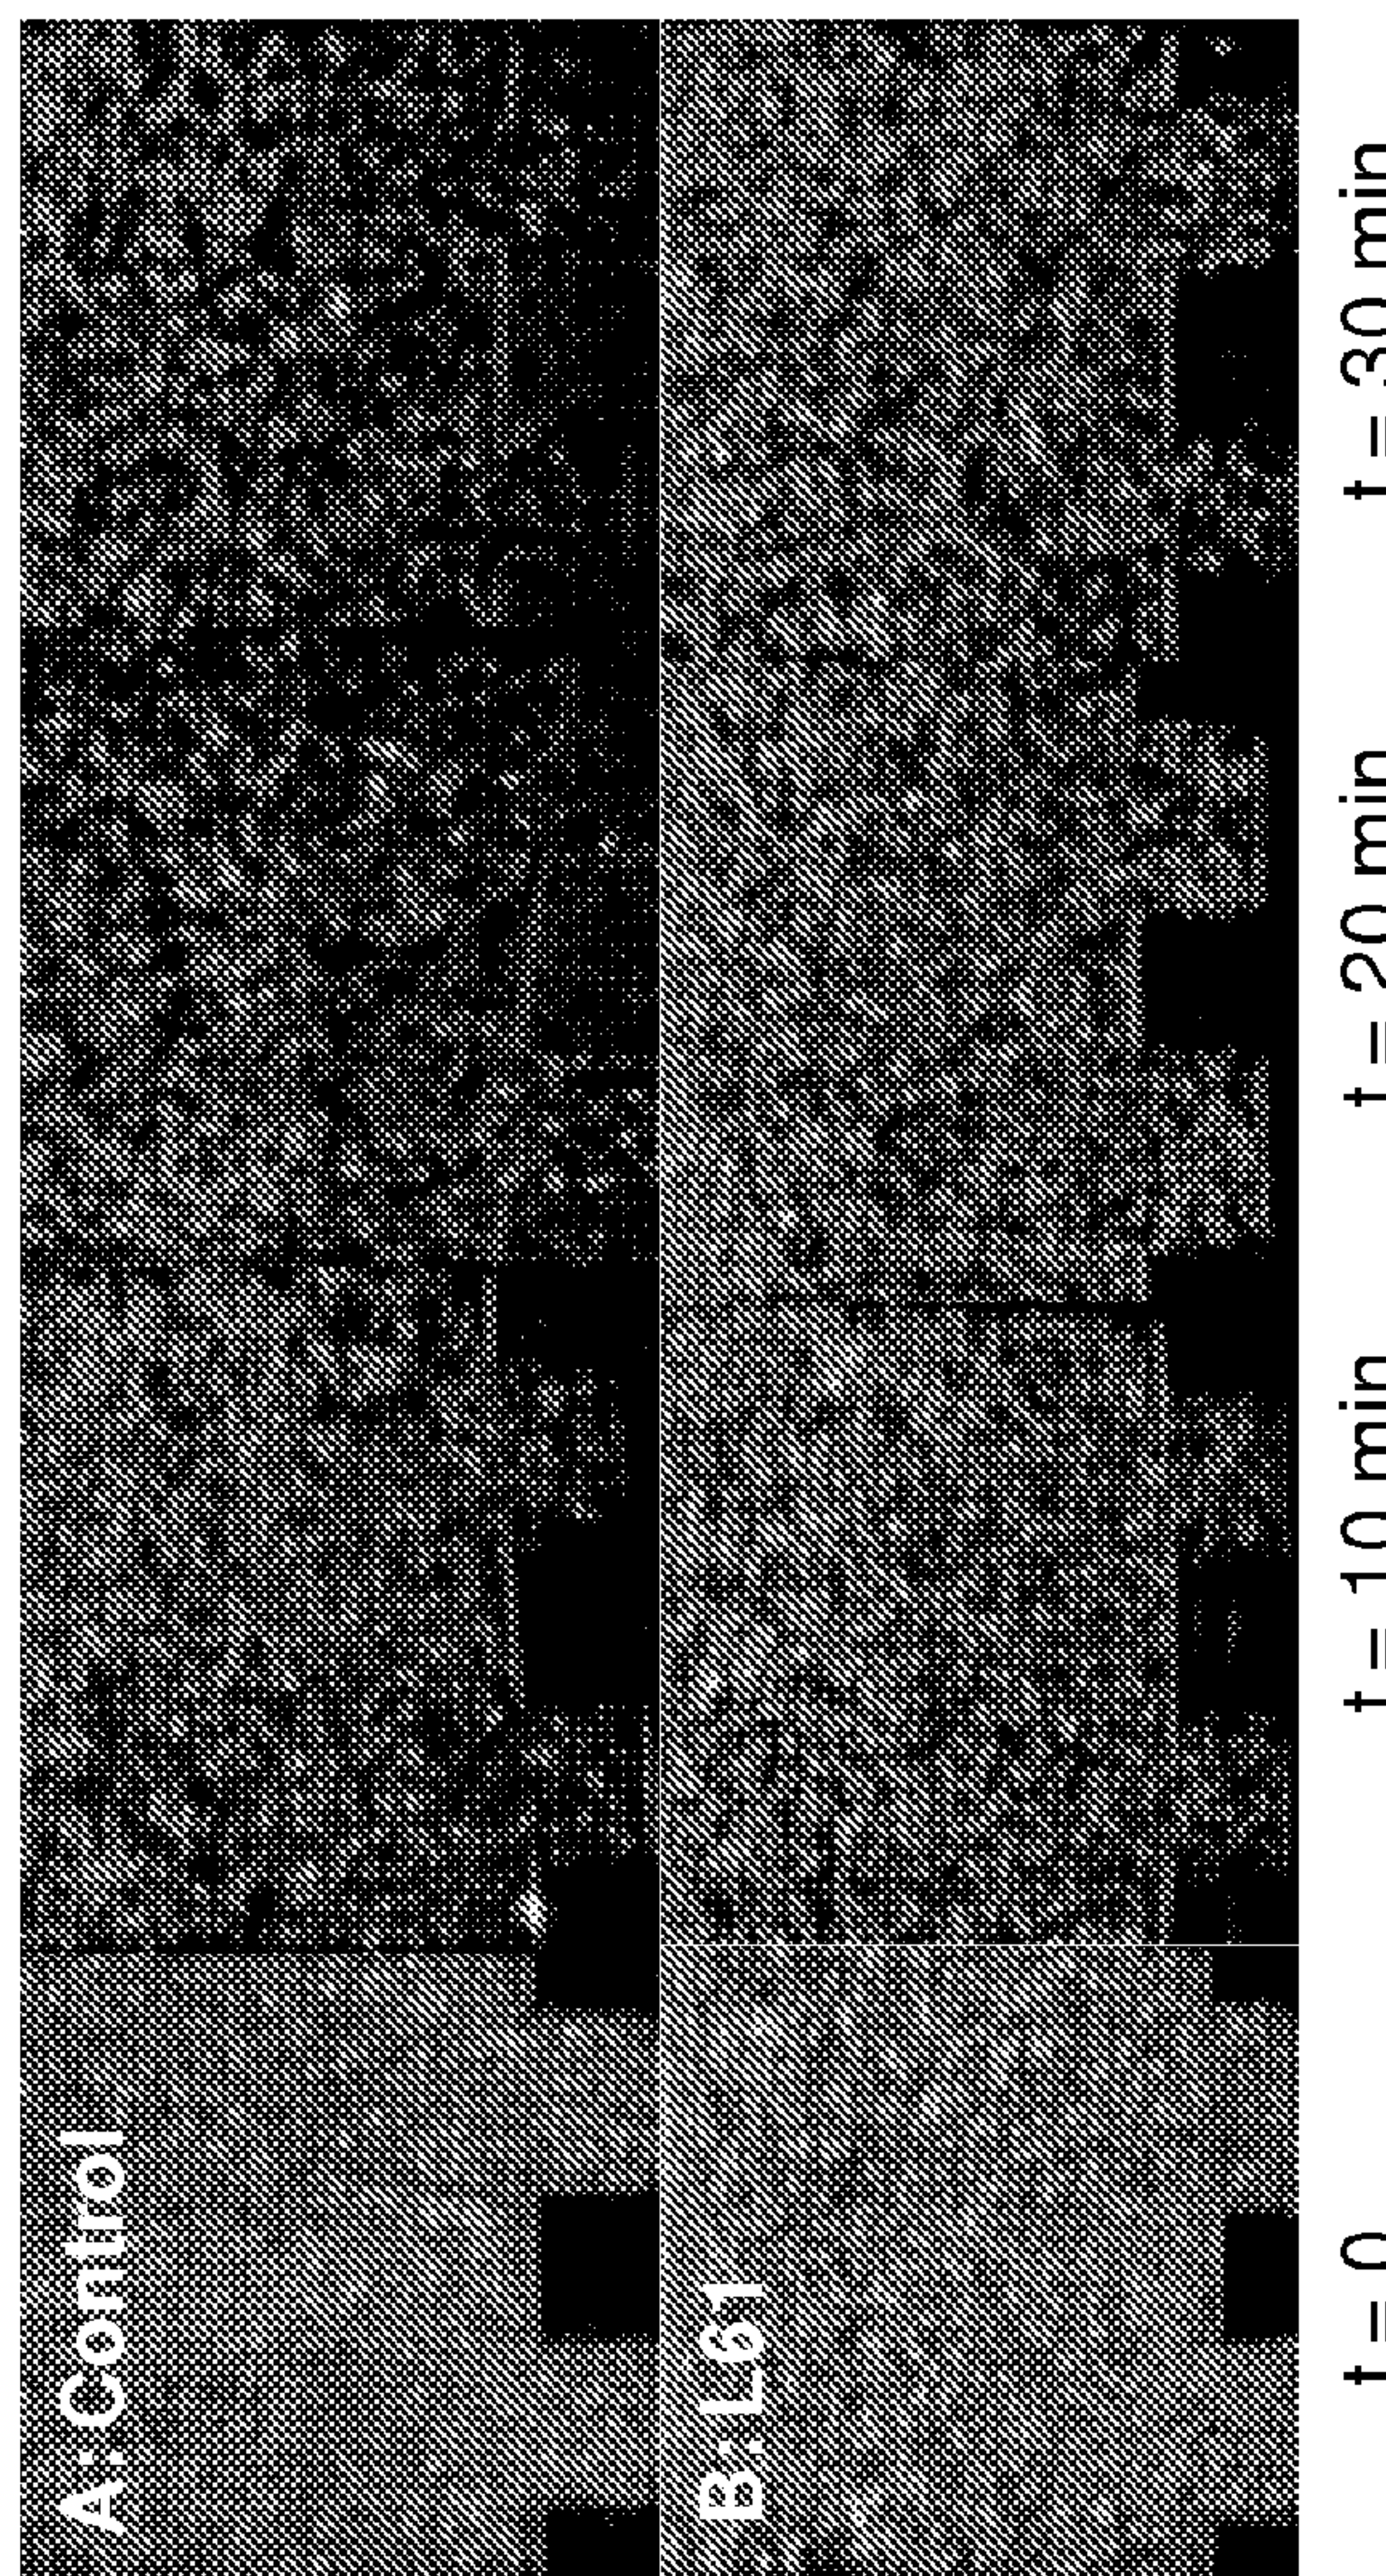 A: Control
B: L61
t = 0
t = 10 min
t = 20 min
t = 30 min